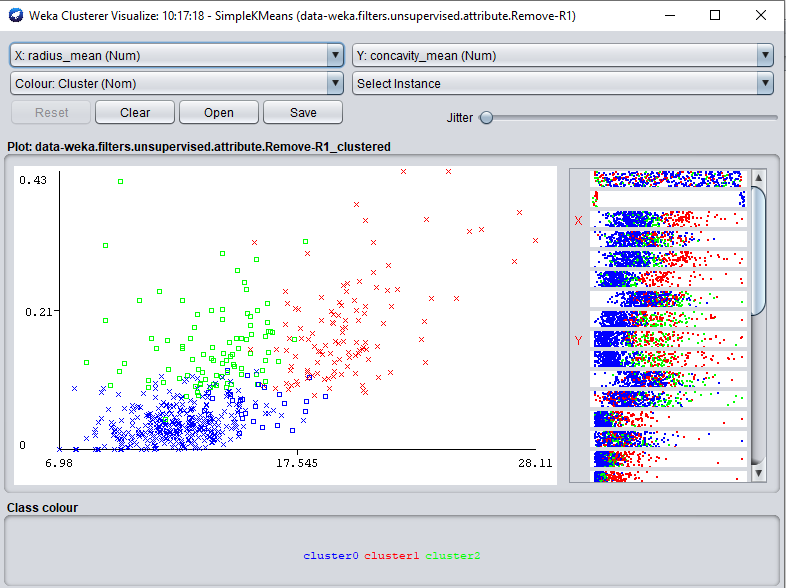 Weka Clusterer Visualize: 10:17:18 - SimpleKMeans (data-weka.filters.unsupervised.attribute.Remove-R1)
X: radius_mean (Num) Y: concavity_mean (Num)
Colour: Cluster (Nom) Select Instance
Reset Clear Open Save Jitter
Plot: data-weka.filters.unsupervised.attribute.Remove-R1_clustered
0.43
X
0.21
Y
0
6.98 17.545 28.11
Class colour
cluster0 cluster1 cluster2